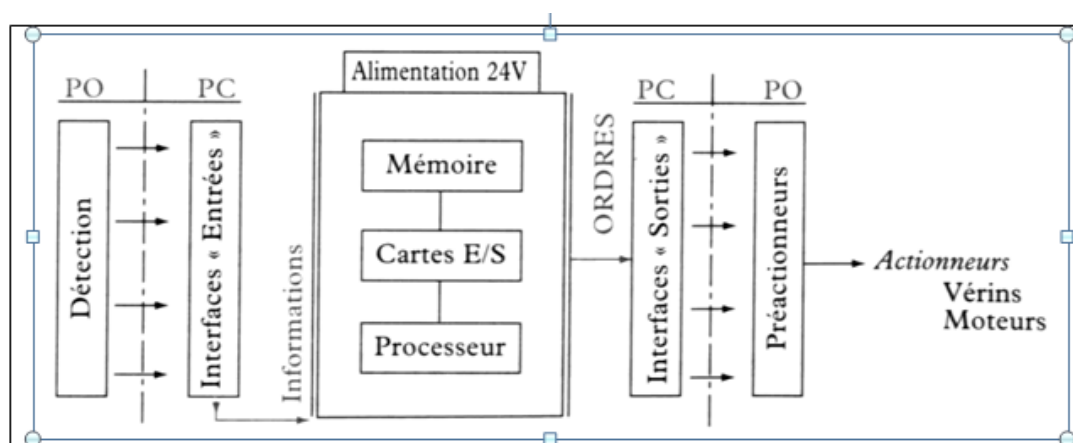 PO
PC
Détection
Interfaces « Entrées »
Informations
Alimentation 24V
Mémoire
Cartes E/S
Processeur
ORDRES
PC
PO
Interfaces « Sorties »
Préactionneurs
Actionneurs
Vérins
Moteurs